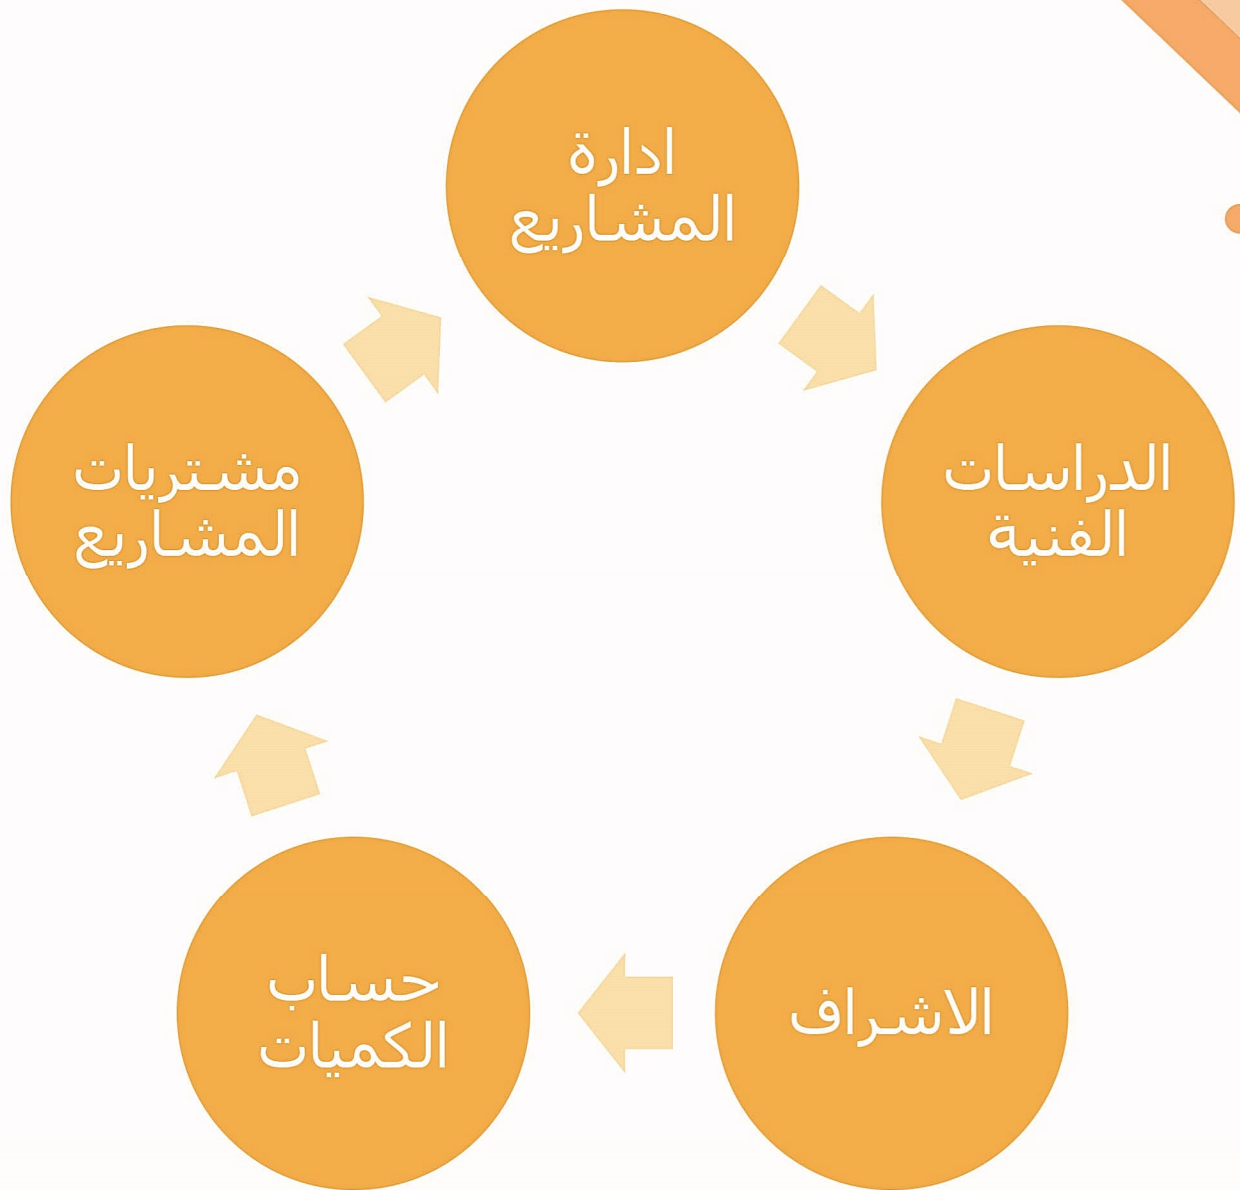 ادارة
المشاريع
الدراسات
الفنية
الاشراف
حساب
الكميات
مشتريات
المشاريع